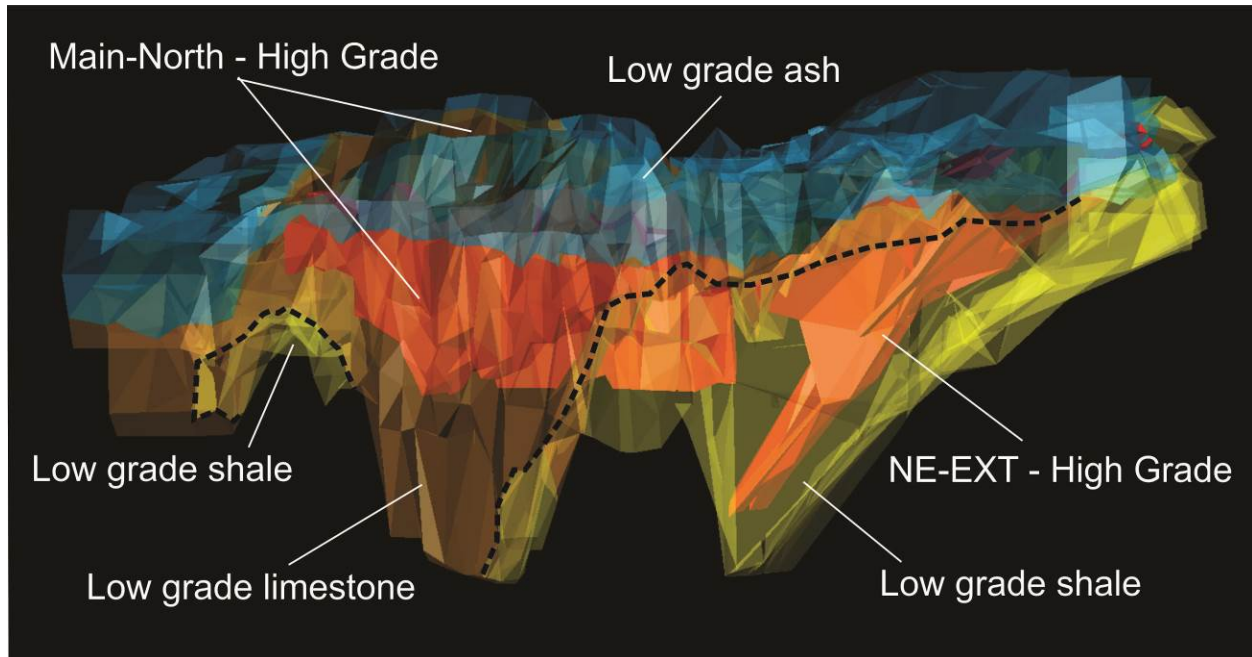 Main-North - High Grade
Low grade ash
Low grade shale
NE-EXT - High Grade
Low grade limestone
Low grade shale